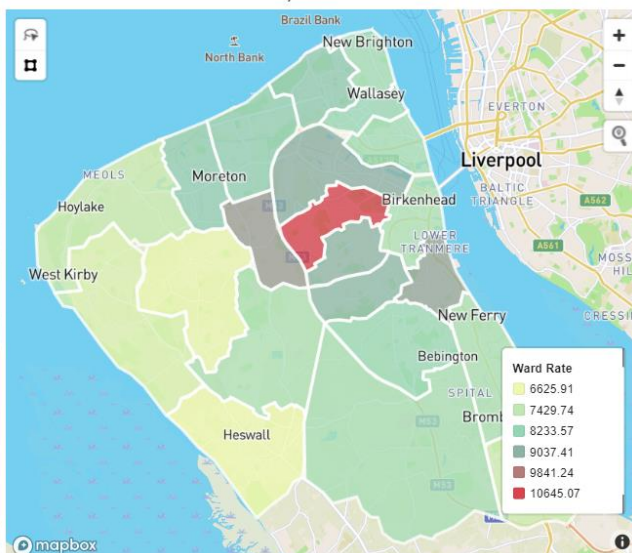 Brazil Bank
North Bank
New Brighton
Wallasey
EVERTON
Liverpool
MEOLS
Moreton
Hoylake
Birkenhead
BALTIC
TRIANGLE
A562
LOWER
TRANMERE
A561
MOSS
HIL
West Kirby
New Ferry
CRESSI
Bebington
SPITAL
Heswall
Bromb
M53
M53
Ward Rate
6625.91
7429.74
8233.57
9037.41
9841.24
10645.07
mapbox